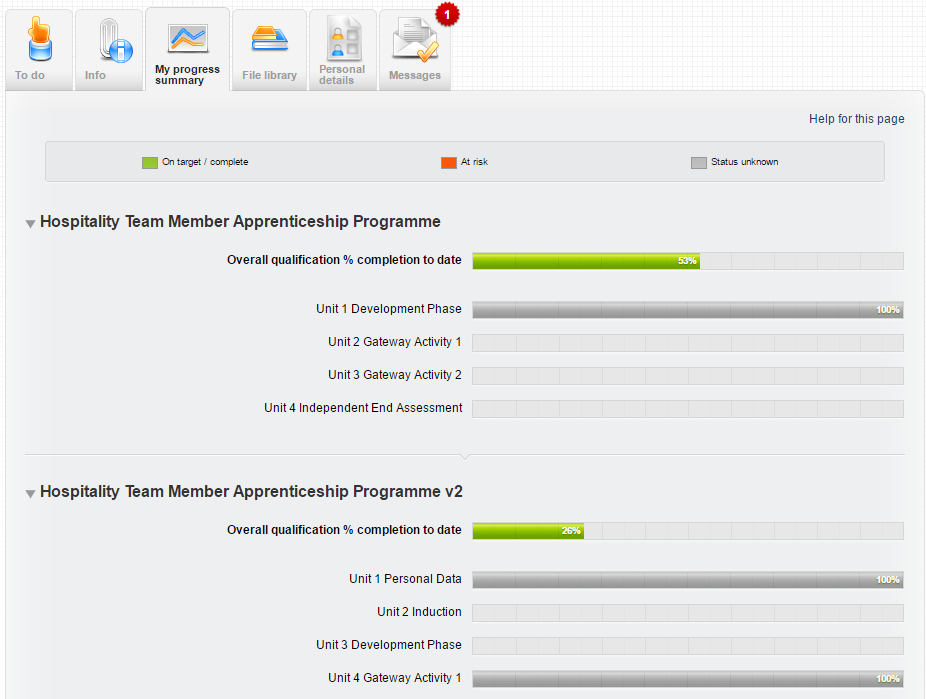 1
To do
Info
My progress
summary
File library
Personal
details
Messages
Help for this page
On target / complete
At risk
Status unknown
Hospitality Team Member Apprenticeship Programme
Overall qualification % completion to date 53%
Unit 1 Development Phase 100%
Unit 2 Gateway Activity 1
Unit 3 Gateway Activity 2
Unit 4 Independent End Assessment
Hospitality Team Member Apprenticeship Programme v2
Overall qualification % completion to date 26%
Unit 1 Personal Data 100%
Unit 2 Induction
Unit 3 Development Phase
Unit 4 Gateway Activity 1 100%